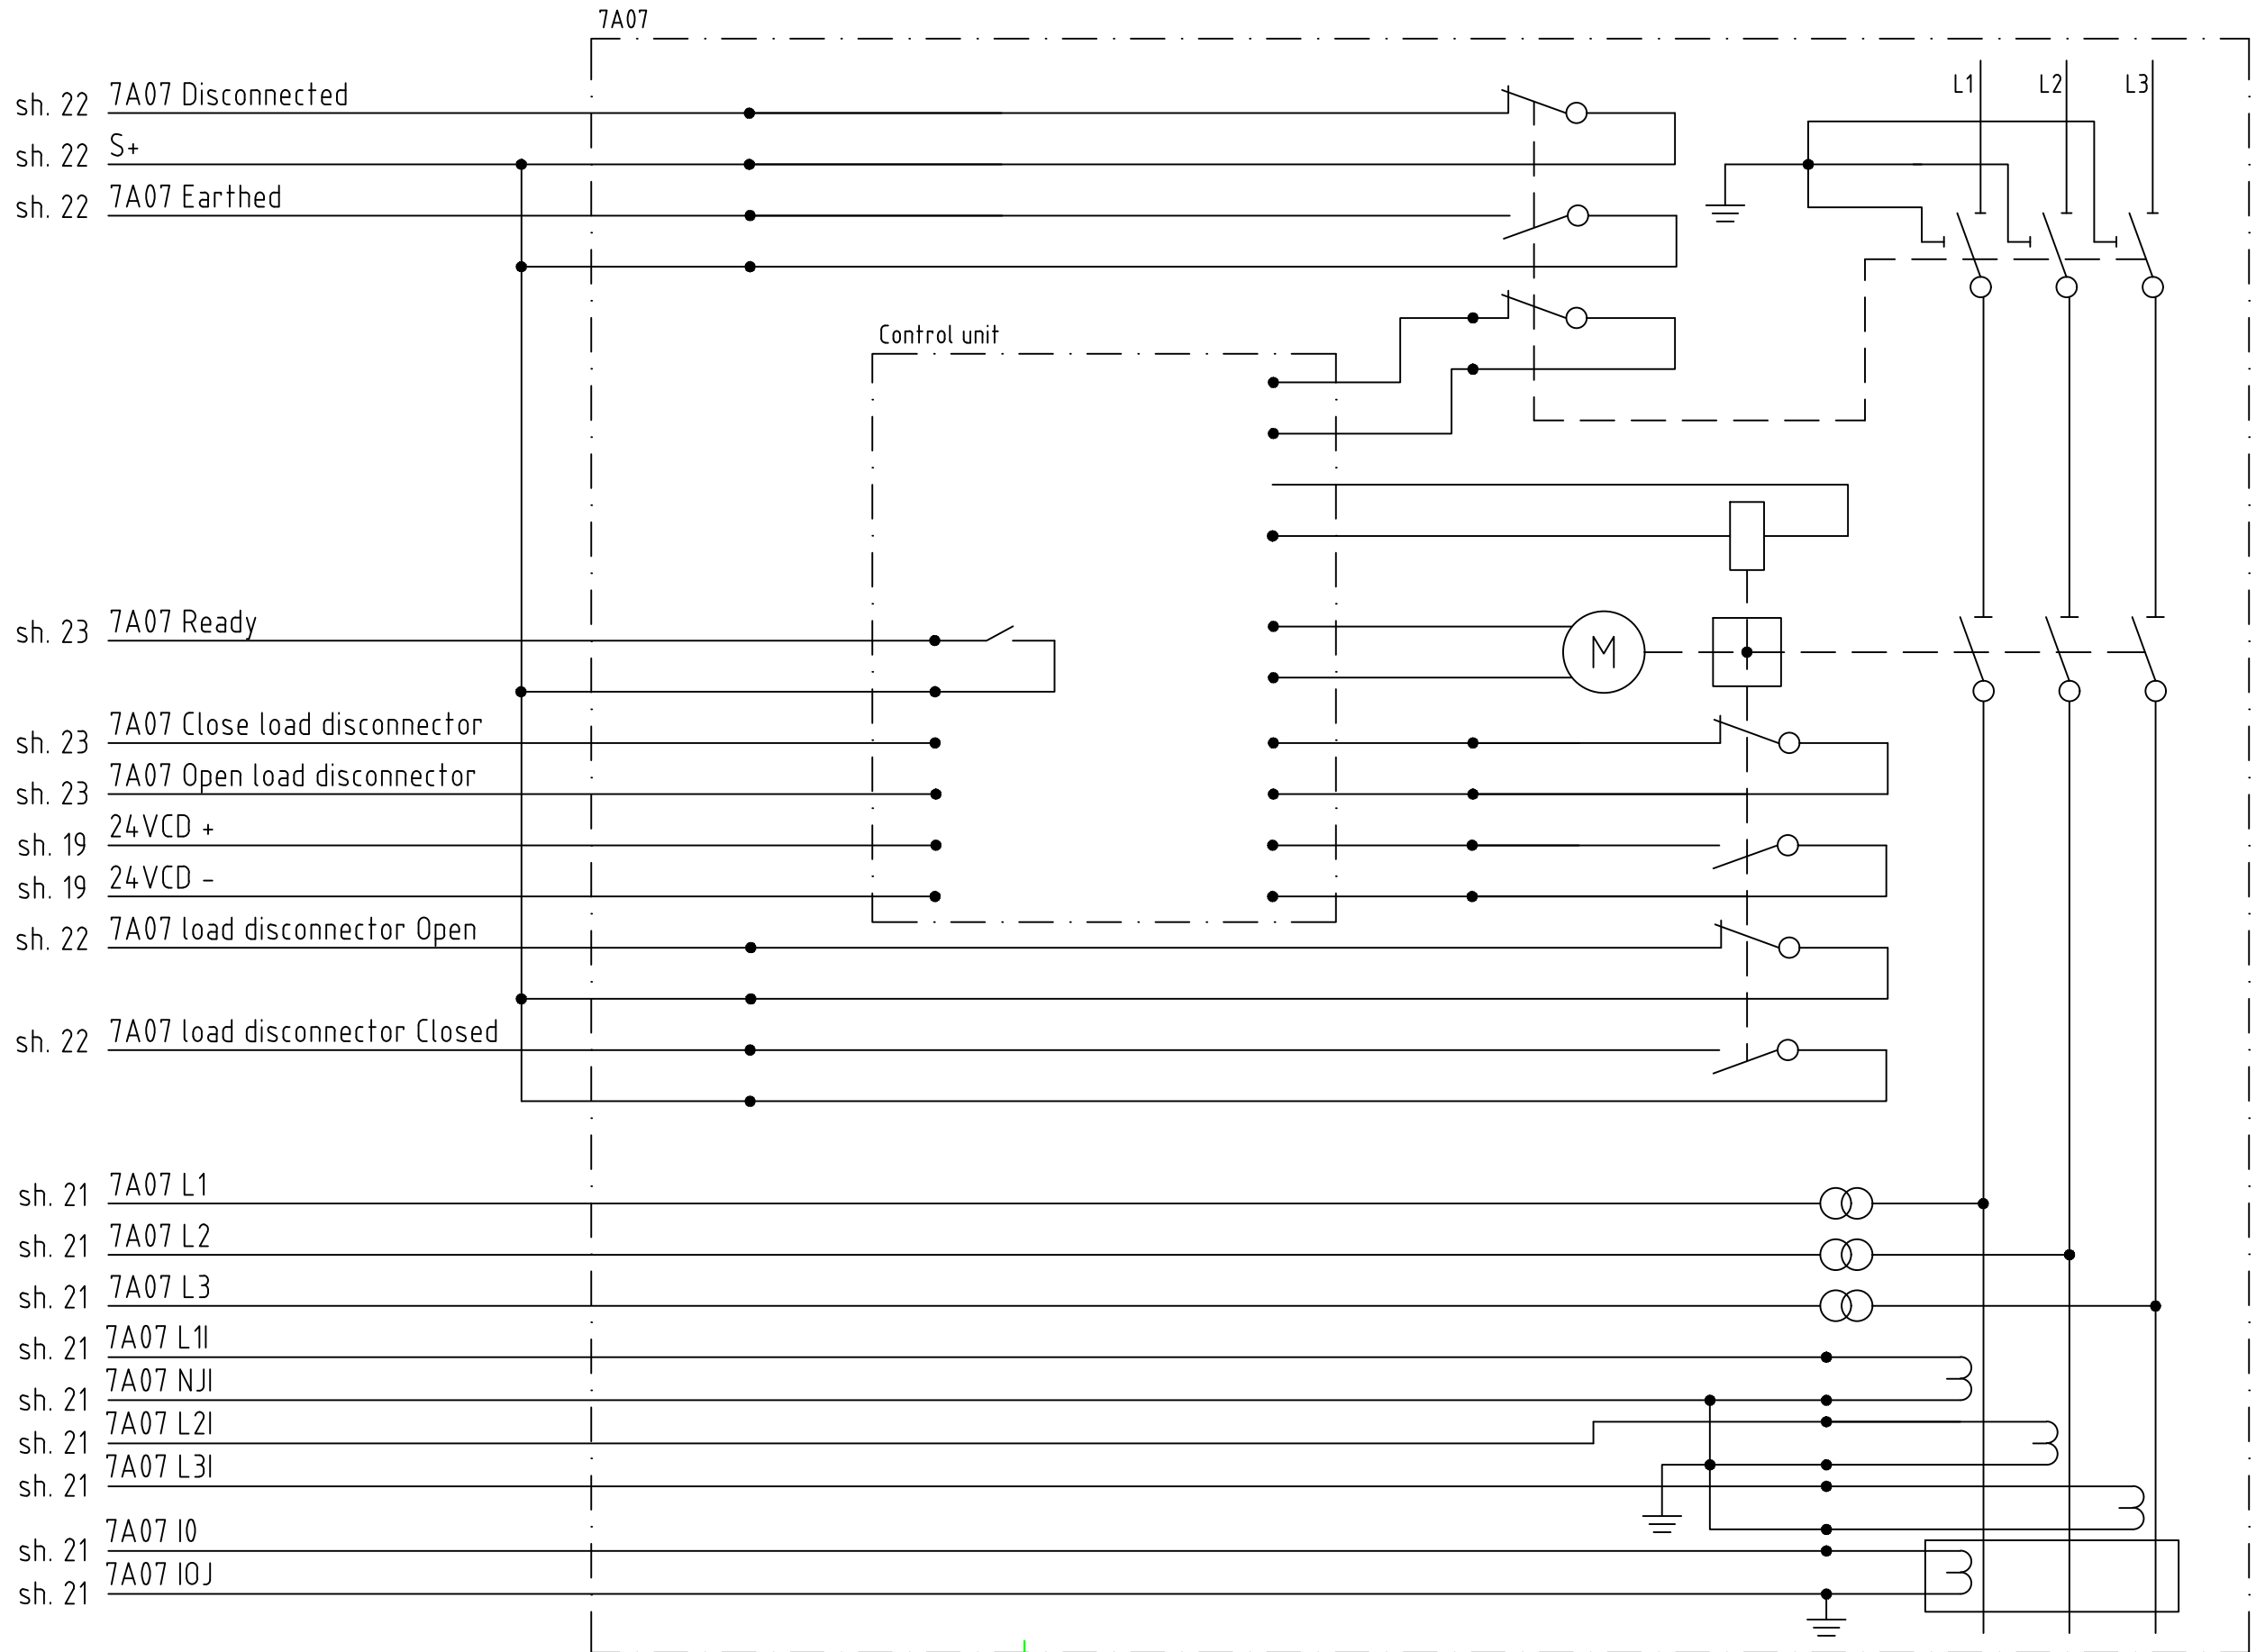 7A07
L1 L2 L3
sh. 22 7A07 Disconnected
sh. 22 S+
sh. 22 7A07 Earthed
Control unit
sh. 23 7A07 Ready
M
sh. 23 7A07 Close load disconnector
sh. 23 7A07 Open load disconnector
sh. 19 24VCD +
sh. 19 24VCD -
sh. 22 7A07 load disconnector Open
sh. 22 7A07 load disconnector Closed
sh. 21 7A07 L1
sh. 21 7A07 L2
sh. 21 7A07 L3
sh. 21 7A07 L1I
sh. 21 7A07 NJI
sh. 21 7A07 L2I
sh. 21 7A07 L3I
sh. 21 7A07 I0
sh. 21 7A07 IOJ